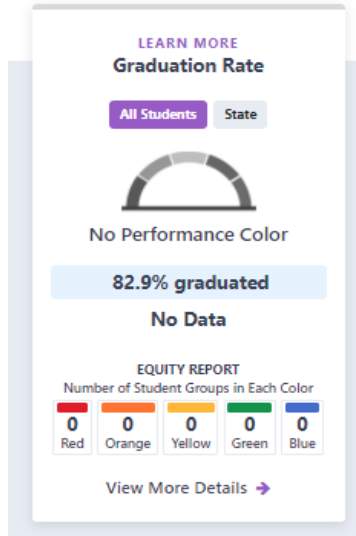 LEARN MORE
Graduation Rate
All Students State
No Performance Color
82.9% graduated
No Data
EQUITY REPORT
Number of Student Groups in Each Color
0 0 0 0 0
Red Orange Yellow Green Blue
View More Details →